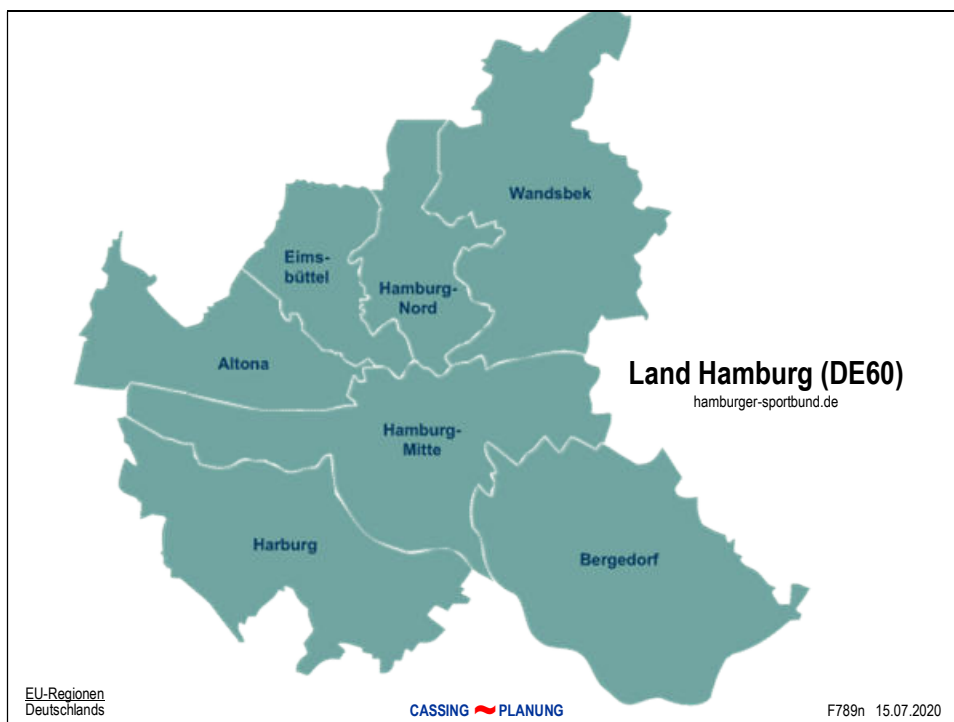 Wandsbek
Eims-
büttel
Hamburg-
Nord
Altona
Land Hamburg (DE60)
hamburger-sportbund.de
Hamburg-
Mitte
Harburg
Bergedorf
EU-Regionen
Deutschlands
CASSING PLANUNG
F789n 15.07.2020